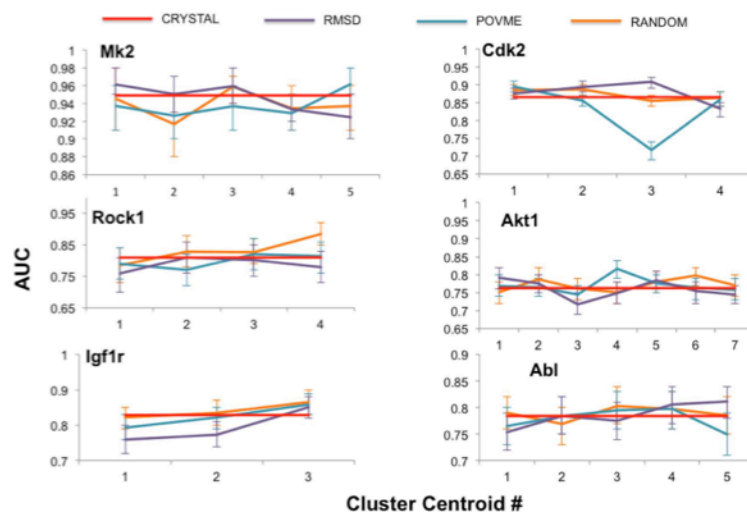 CRYSTAL RMSD POVME RANDOM
Mk2
1
0.98
0.96
0.94
0.92
0.9
0.88
0.86
1 2 3 4 5
Cdk2
1
0.95
0.9
0.85
0.8
0.75
0.7
0.65
1 2 3 4
Rock1
0.95
0.85
0.75
0.65
1 2 3 4
Akt1
1
0.95
0.9
0.85
0.8
0.75
0.7
0.65
1 2 3 4 5 6 7
Igf1r
1
0.9
0.8
0.7
1 2 3
Abl
0.9
0.85
0.8
0.75
0.7
1 2 3 4 5
AUC
Cluster Centroid #